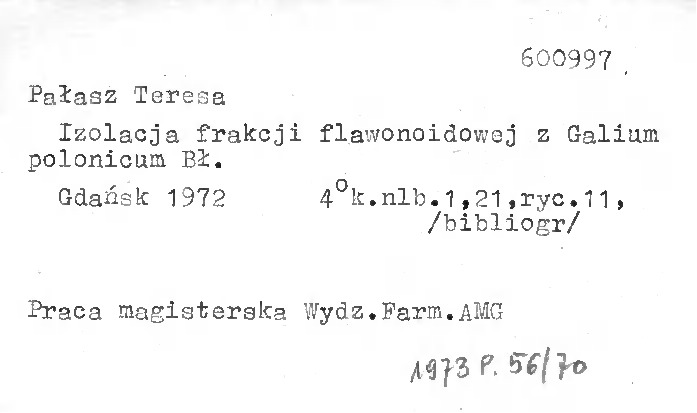 600997
Pałasz Teresa
Izolacja frakcji flawonoidowej z Galium
polonicum Bł.
Gdańsk 1972 4°k.nlb.1,21,ryc.11,
/bibliogr/
Praca magisterska Wydz.Farm.AMG
1973 P. 56/70